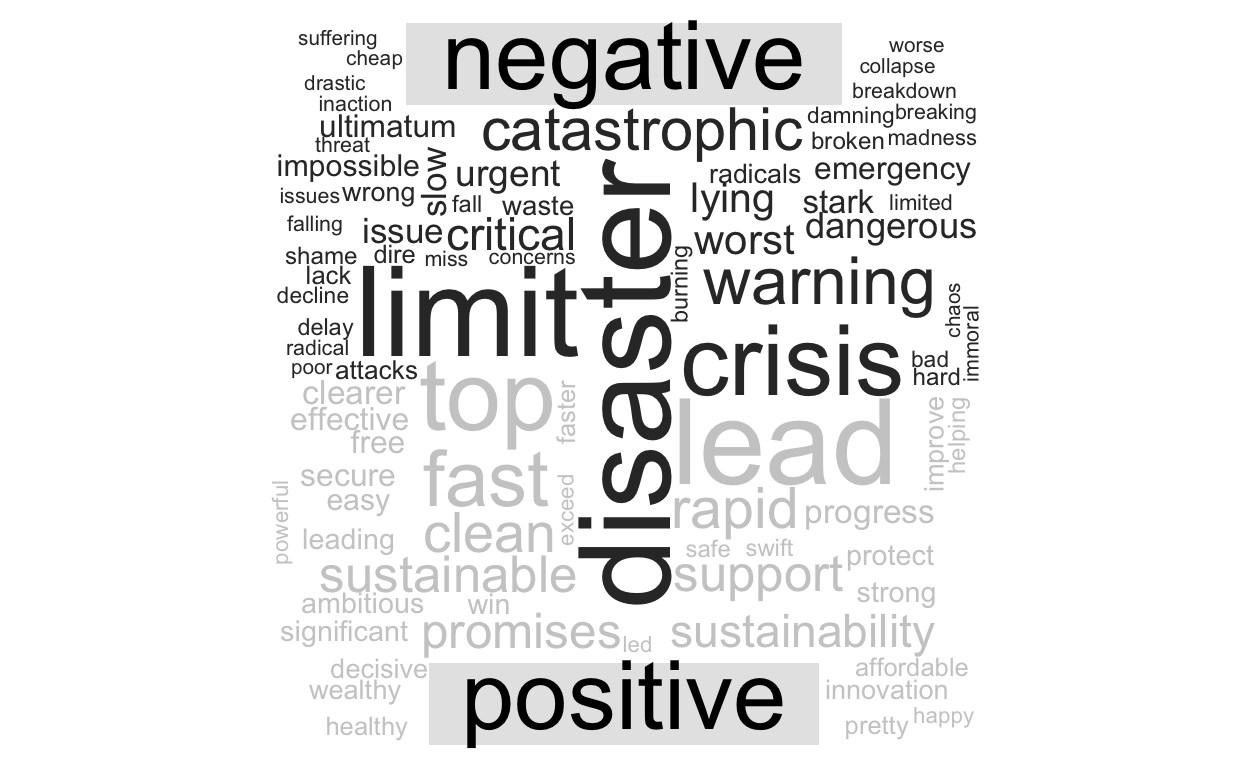 negative
suffering
worse
cheap
collapse
drastic
breakdown
inaction
damning
breaking
ultimatum
catastrophic
broken
madness
threat
impossible
slow
urgent
radicals
emergency
issues
wrong
fall
waste
lying
stark
limited
falling
issue
critical
worst
dangerous
shame
dire
miss
concerns
disaster
burning
warning
lack
limit
decline
chaos
immoral
delay
radical
crisis
bad
poor
attacks
hard
clearer
top
faster
lead
improve
helping
effective
free
secure
fast
powerful
easy
exceed
rapid
progress
leading
clean
safe
swift
protect
sustainable
support
strong
ambitious
win
significant
promises
led
sustainability
decisive
affordable
wealthy
innovation
positive
healthy
pretty
happy